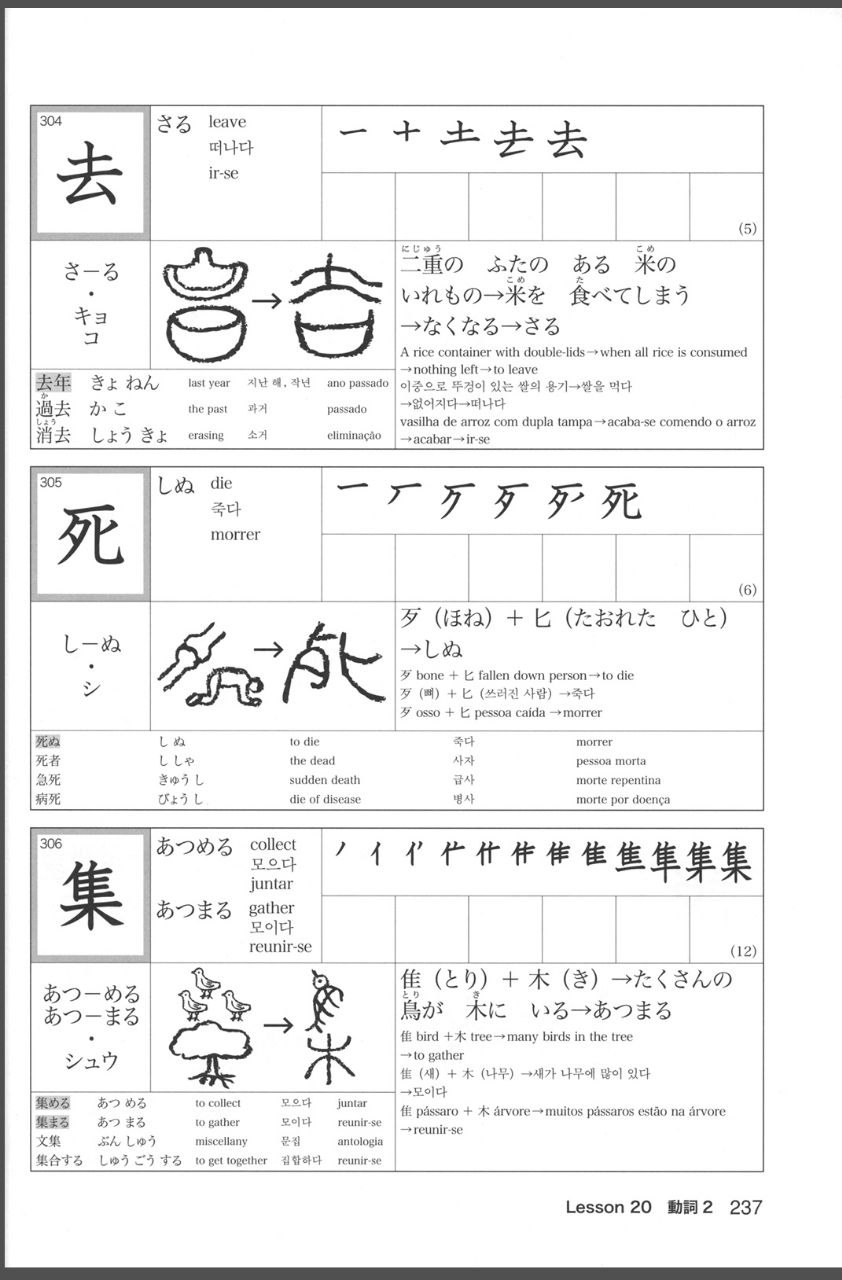 304
去
さる leave
떠나다
ir-se
一 十 土 去 去
(5)
さ－る
・
キョ
コ
にじゅう こめ
二重の ふたの ある 米の
こめ た
いれもの→米を 食べてしまう
→なくなる→さる
A rice container with double-lids→when all rice is consumed
→nothing left→to leave
이중으로 뚜껑이 있는 쌀의 용기→쌀을 먹다
→없어지다→떠나다
vasilha de arroz com dupla tampa→acaba-se comendo o arroz
→acabar→ir-se
去年 きょ ねん last year 지난 해, 작년 ano passado
か
過去 か こ the past 과거 passado
しょう
消去 しょう きょ erasing 소거 eliminação
305
死
しぬ die
죽다
morrer
死
(6)
し－ぬ
・
シ
歹（ほね）＋ 匕（たおれた ひと）
→しぬ
歹 bone + 匕 fallen down person→to die
歹（뼈）+ 匕（쓰러진 사람）→죽다
歹 osso + 匕 pessoa caída →morrer
死ぬ し ぬ to die 죽다 morrer
死者 し しゃ the dead 사자 pessoa morta
急死 きゅう し sudden death 급사 morte repentina
病死 びょう し die of disease 병사 morte por doença
306
集
あつめる collect
모으다
juntar
あつまる gather
모이다
reunir-se
隹 集
(12)
あつ－める
あつ－まる
・
シュウ
隹（とり）＋ 木（き）→たくさんの
とり き
鳥が 木に いる→あつまる
隹 bird +木 tree→many birds in the tree
→to gather
隹（새）+ 木（나무）→새가 나무에 많이 있다
→모이다
隹 pássaro + 木 árvore→muitos pássaros estão na árvore
→reunir-se
集める あつ める to collect 모으다 juntar
集まる あつ まる to gather 모이다 reunir-se
文集 ぶん しゅう miscellany 문집 antologia
集合する しゅう ごう する to get together 집합하다 reunir-se
Lesson 20 動詞 2 237